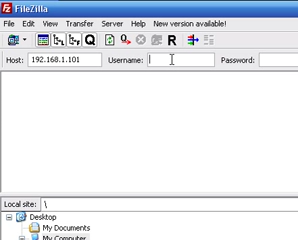 FileZilla
File Edit View Transfer Server Help New version available!
Q R
Host: 192.168.1.101 Username: Password:
Local site: \
Desktop
My Documents
My Computer